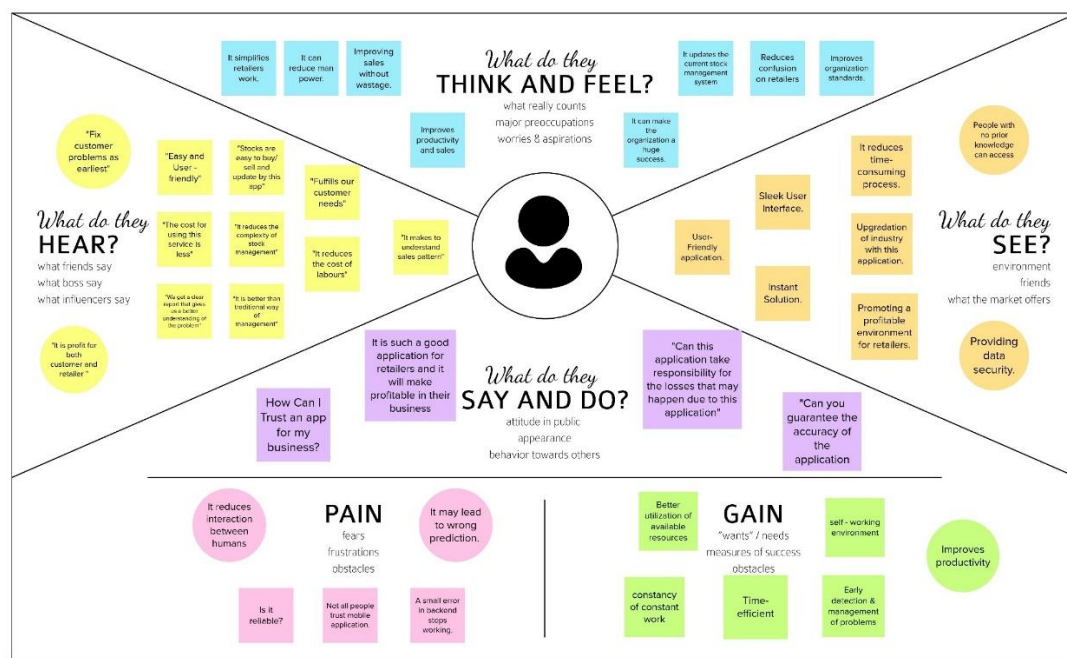 What do they
THINK AND FEEL?
what really counts
major preoccupations
worries & aspirations
It simplifies
retailers
work.
It can
reduce man
power.
Improving
sales
without
wastage.
Improves
productivity
and sales
It updates the
current stock
management
system
Reduces
confusion
on retailers
Improves
organization
standards.
It can make
the
organization a
huge
success.
What do they
HEAR?
what friends say
what boss say
what influencers say
"Fix
customer
problems as
earliest"
"Easy and
User -
friendly"
"Stocks are
easy to buy/
sell and
update by this
app"
"Fulfills our
customer
needs"
"The cost for
using this
service is
less"
"It reduces the
complexity of
stock
management"
"It reduces
the cost of
labours"
"It makes to
understand
sales pattern"
"We got a clear
report that gives
us a better
understanding of
the problem"
"It is better than
traditional way
of
management"
"It is profit for
both
customer and
retailer "
What do they
SEE?
environment
friends
what the market offers
People with
no prior
knowledge
can access
It reduces
time-
consuming
process.
Sleek User
Interface.
User-
Friendly
application.
Upgradation
of industry
with this
application.
Instant
Solution.
Promoting a
profitable
environment
for retailers.
Providing
data
security.
What do they
SAY AND DO?
attitude in public
appearance
behavior towards others
How Can I
Trust an app
for my
business?
It is such a good
application for
retailers and it
will make
profitable in their
business
"Can this
application take
responsibility for
the losses that may
happen due to this
application"
"Can you
guarantee the
accuracy of
the
application
PAIN
fears
frustrations
obstacles
It reduces
interaction
between
humans
It may lead
to wrong
prediction.
Is it
reliable?
Not all people
trust mobile
application.
A small error
in backend
stops
working.
GAIN
"wants" / needs
measures of success
obstacles
Better
utilization of
available
resources
self - working
environment
Improves
productivity
constancy
of constant
work
Time-
efficient
Early
detection &
management
of problems